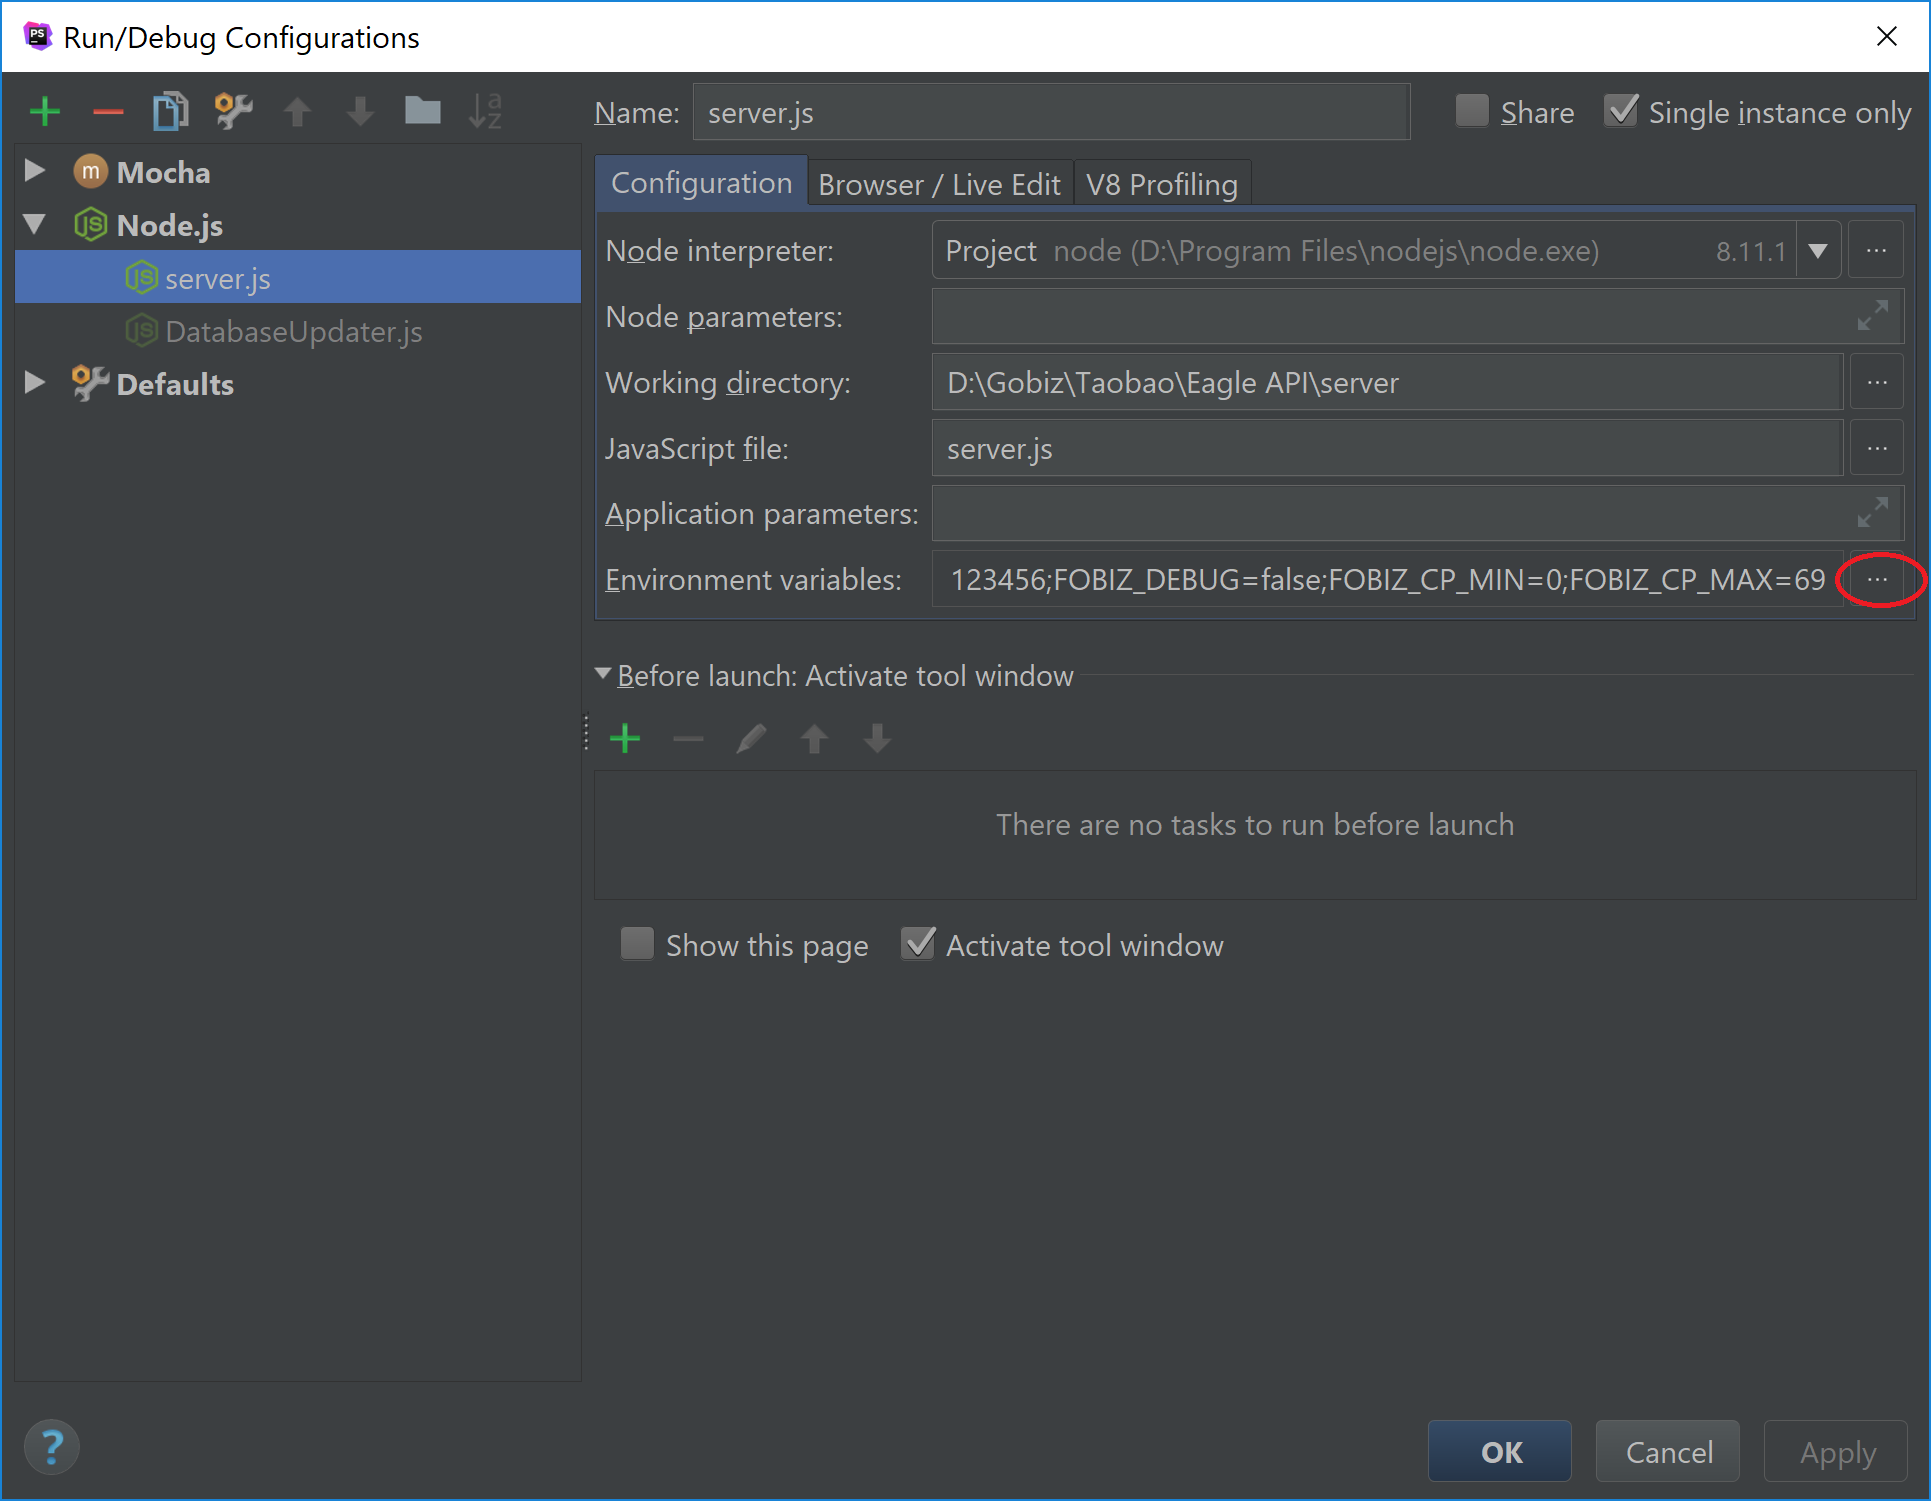 PS Run/Debug Configurations
a
z
Name: server.js Share Single instance only
m Mocha
JS Node.js
JS server.js
JS DatabaseUpdater.js
Defaults
Configuration Browser / Live Edit V8 Profiling
Node interpreter: Project node (D:\Program Files\nodejs\node.exe) 8.11.1 ...
Node parameters:
Working directory: D:\Gobiz\Taobao\Eagle API\server ...
JavaScript file: server.js ...
Application parameters:
Environment variables: 123456;FOBIZ_DEBUG=false;FOBIZ_CP_MIN=0;FOBIZ_CP_MAX=69 ...
Before launch: Activate tool window
There are no tasks to run before launch
Show this page Activate tool window
? OK Cancel Apply